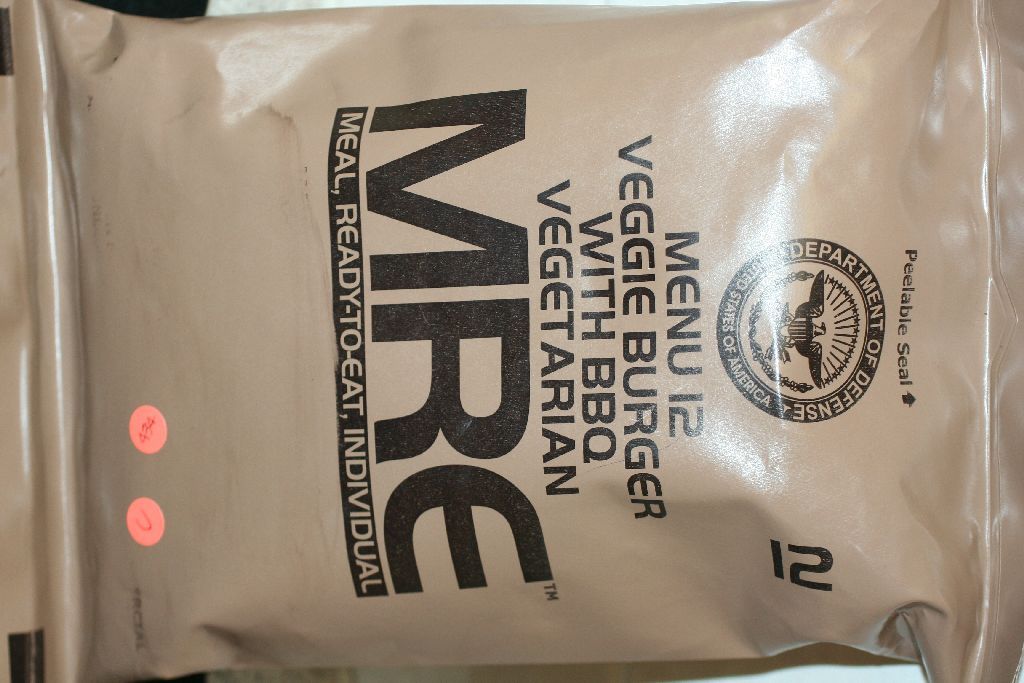 Peelable Seal
DEPARTMENT OF DEFENSE
UNITED STATES OF AMERICA
12
MENU 12
VEGGIE BURGER
WITH BBQ
VEGETARIAN
MRE™
MEAL, READY-TO-EAT, INDIVIDUAL